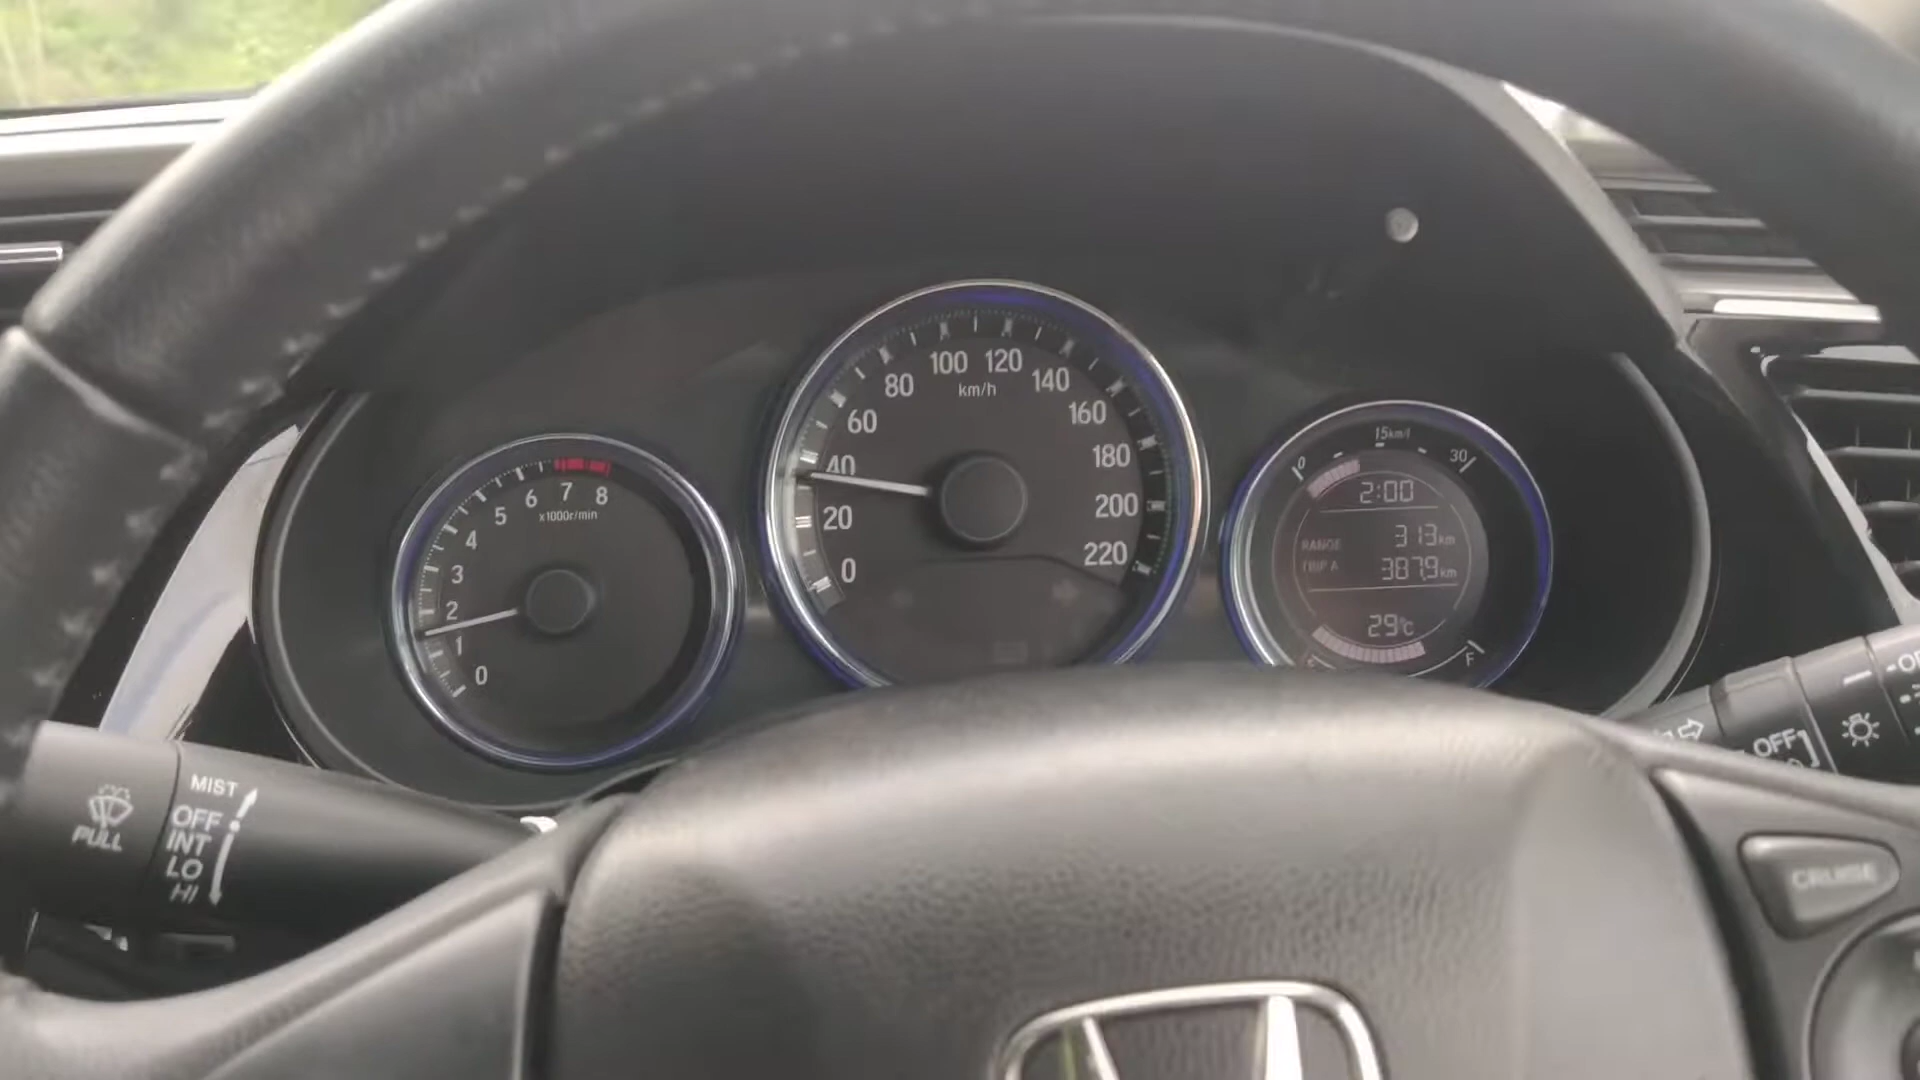 0
1
2
3
4
5
6
7
8
x1000r/min
0
20
40
60
80
100
120
140
160
180
200
220
km/h
0
15km/l
30
2:00
RANGE 313km
TRIP A 387.9km
29°C
F
PULL
MIST
OFF
INT
LO
HI
OFF
CRUISE